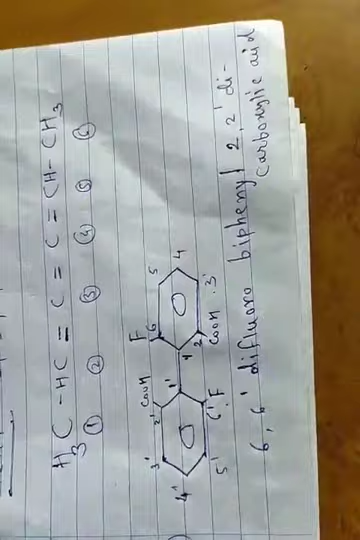 H₃C - HC = C = C = CH - CH₃
① ② ③ ④ ⑤ ⑥
COOH F
3' 2' 6 5
4' 1' 1 4
5' 6' F 2 COOH 3'
6,6' difluoro biphenyl 2,2' di-
carboxylic acid